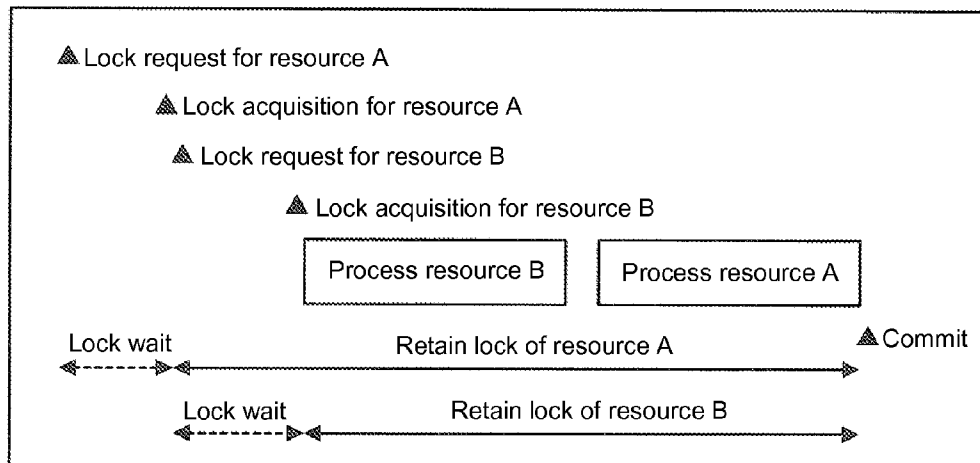 Lock request for resource A
Lock acquisition for resource A
Lock request for resource B
Lock acquisition for resource B
Process resource B
Process resource A
Commit
Lock wait
Retain lock of resource A
Lock wait
Retain lock of resource B